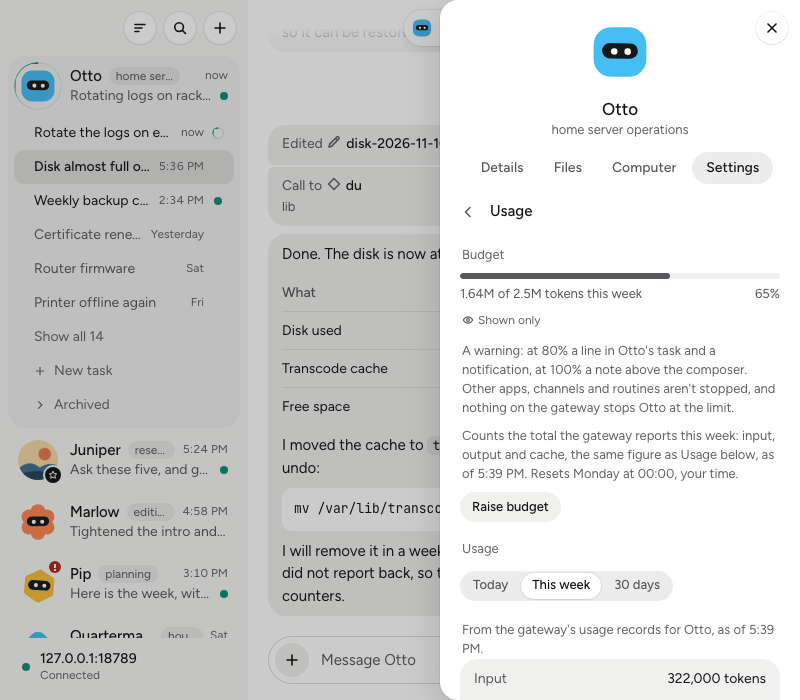 Otto home ser... now
Rotating logs on rack...
Rotate the logs on e... now
Disk almost full o... 5:36 PM
Weekly backup c... 2:34 PM
Certificate rene... Yesterday
Router firmware Sat
Printer offline again Fri
Show all 14
New task
Archived
Juniper rese... 5:24 PM
Ask these five, and g...
Marlow editi... 4:58 PM
Tightened the intro and...
Pip planning 3:10 PM
Here is the week, wit...
Quarterma hou... Sat
127.0.0.1:18789
Connected
so it can be restor
Edited disk-2026-11-1
Call to du
lib
Done. The disk is now at
What
Disk used
Transcode cache
Free space
I moved the cache to t
undo:
mv /var/lib/transco
I will remove it in a week
did not report back, so t
counters.
Message Otto
Otto
home server operations
Details Files Computer Settings
Usage
Budget
1.64M of 2.5M tokens this week 65%
Shown only
A warning: at 80% a line in Otto's task and a
notification, at 100% a note above the composer.
Other apps, channels and routines aren't stopped, and
nothing on the gateway stops Otto at the limit.
Counts the total the gateway reports this week: input,
output and cache, the same figure as Usage below, as
of 5:39 PM. Resets Monday at 00:00, your time.
Raise budget
Usage
Today This week 30 days
From the gateway's usage records for Otto, as of 5:39
PM.
Input 322,000 tokens